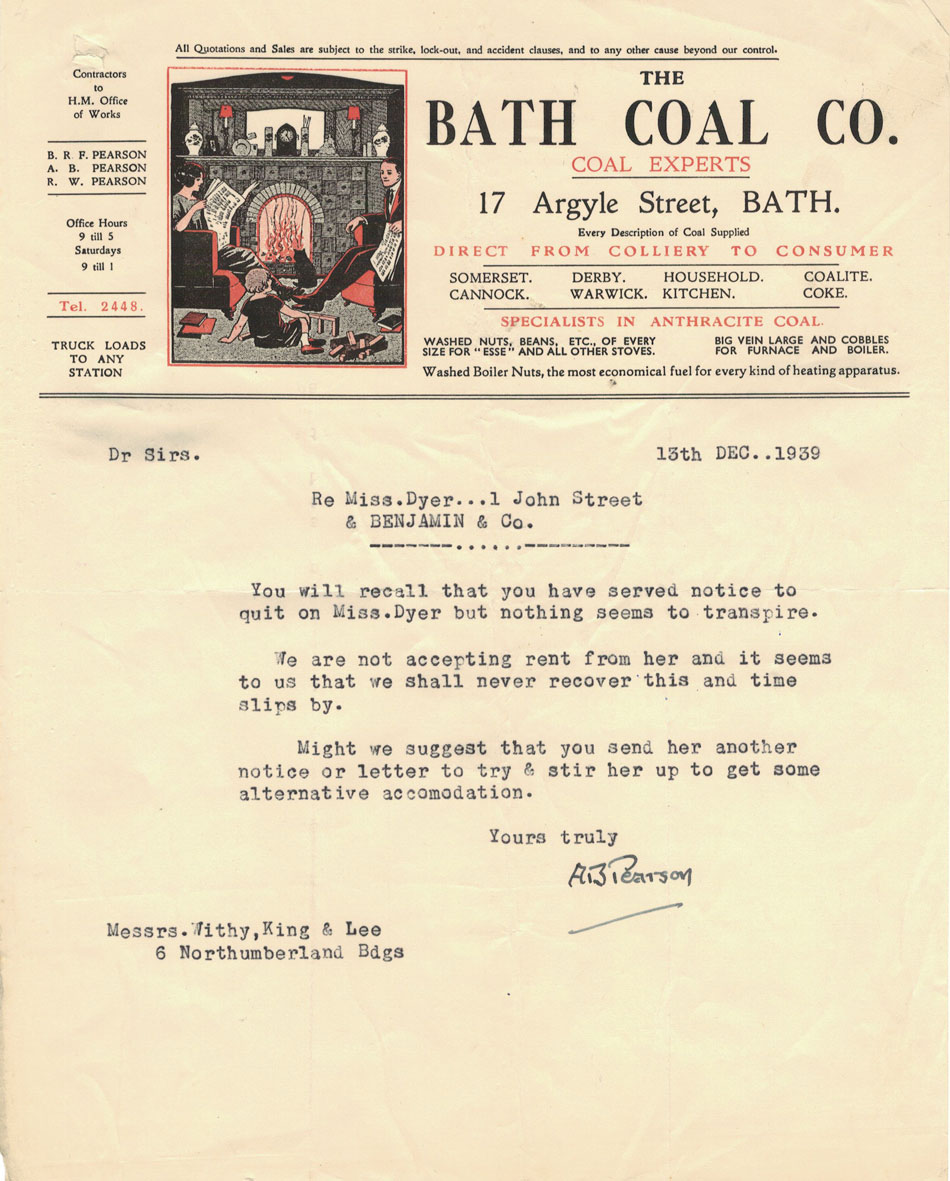 All Quotations and Sales are subject to the strike, lock-out, and accident clauses, and to any other cause beyond our control.
Contractors
to
H.M. Office
of Works
B. R. F. PEARSON
A. B. PEARSON
R. W. PEARSON
Office Hours
9 till 5
Saturdays
9 till 1
Tel. 2448.
TRUCK LOADS
TO ANY
STATION
THE
BATH COAL CO.
COAL EXPERTS
17 Argyle Street, BATH.
Every Description of Coal Supplied
DIRECT FROM COLLIERY TO CONSUMER
SOMERSET. DERBY. HOUSEHOLD. COALITE.
CANNOCK. WARWICK. KITCHEN. COKE.
SPECIALISTS IN ANTHRACITE COAL.
WASHED NUTS, BEANS, ETC., OF EVERY
SIZE FOR "ESSE" AND ALL OTHER STOVES.
BIG VEIN LARGE AND COBBLES
FOR FURNACE AND BOILER.
Washed Boiler Nuts, the most economical fuel for every kind of heating apparatus.
Dr Sirs. 13th DEC..1939
Re Miss.Dyer...1 John Street
& BENJAMIN & Co.
You will recall that you have served notice to
quit on Miss.Dyer but nothing seems to transpire.
We are not accepting rent from her and it seems
to us that we shall never recover this and time
slips by.
Might we suggest that you send her another
notice or letter to try & stir her up to get some
alternative accomodation.
Yours truly
A.B Pearson
Messrs.Withy,King & Lee
6 Northumberland Bdgs